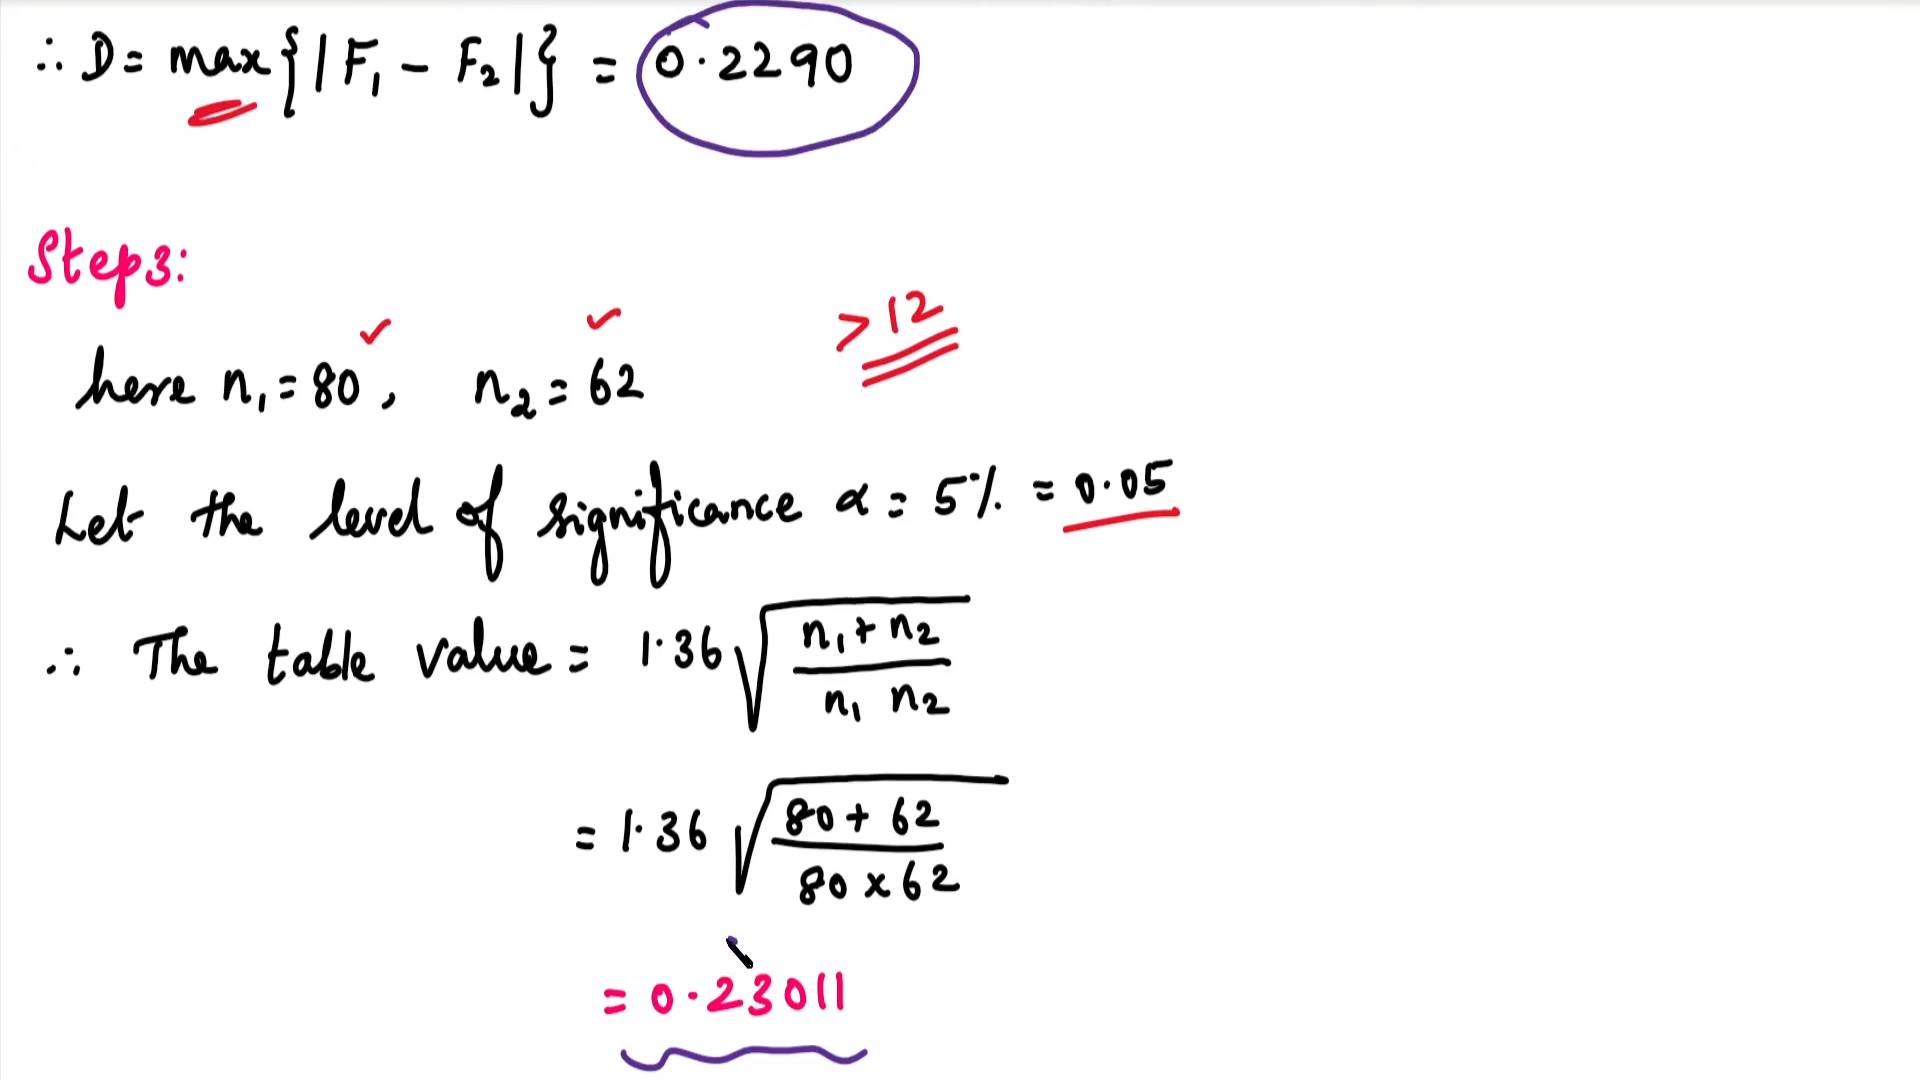 ∴ D = max{|F₁ - F₂|} = 0.2290
Step3:
>12
here n₁ = 80, n₂ = 62
Let the level of significance α = 5% = 0.05
∴ The table value = 1.36 √((n₁ + n₂)/(n₁ n₂))
= 1.36 √((80 + 62)/(80 × 62))
= 0.23011